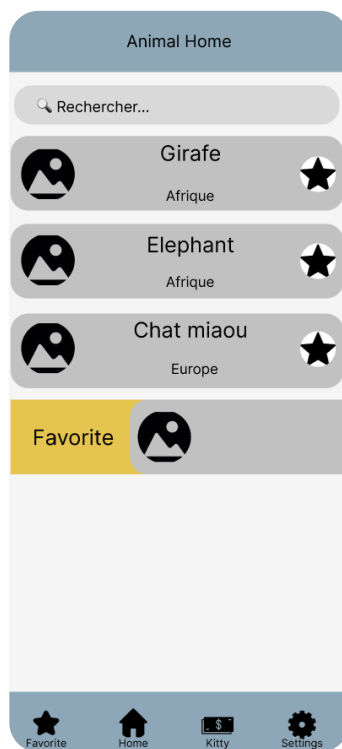 Animal Home
🔍 Rechercher...
Girafe
Afrique
Elephant
Afrique
Chat miaou
Europe
Favorite
$
Favorite Home Kitty Settings